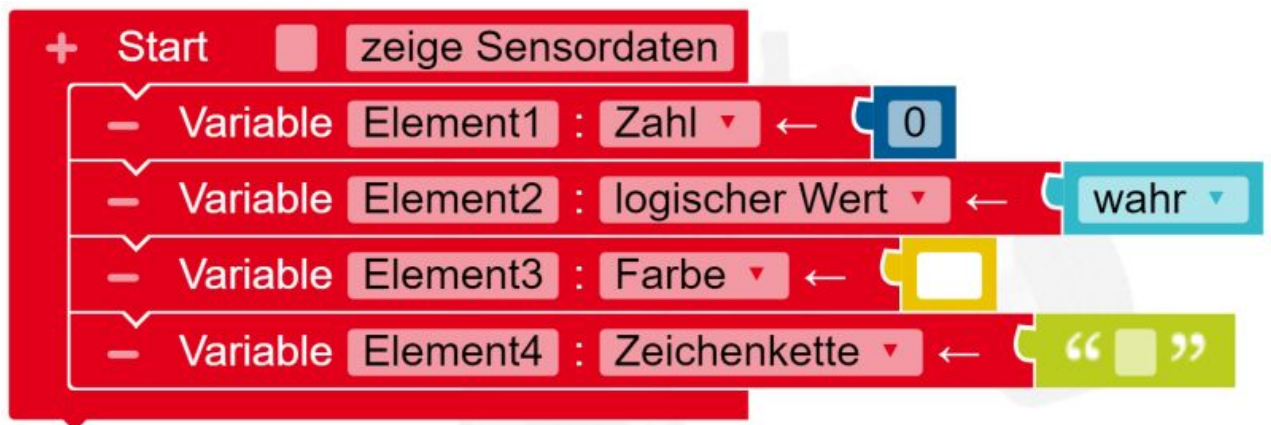 + Start zeige Sensordaten
– Variable Element1 : Zahl ▾ ← 0
– Variable Element2 : logischer Wert ▾ ← wahr ▾
– Variable Element3 : Farbe ▾ ←
– Variable Element4 : Zeichenkette ▾ ← “ ”